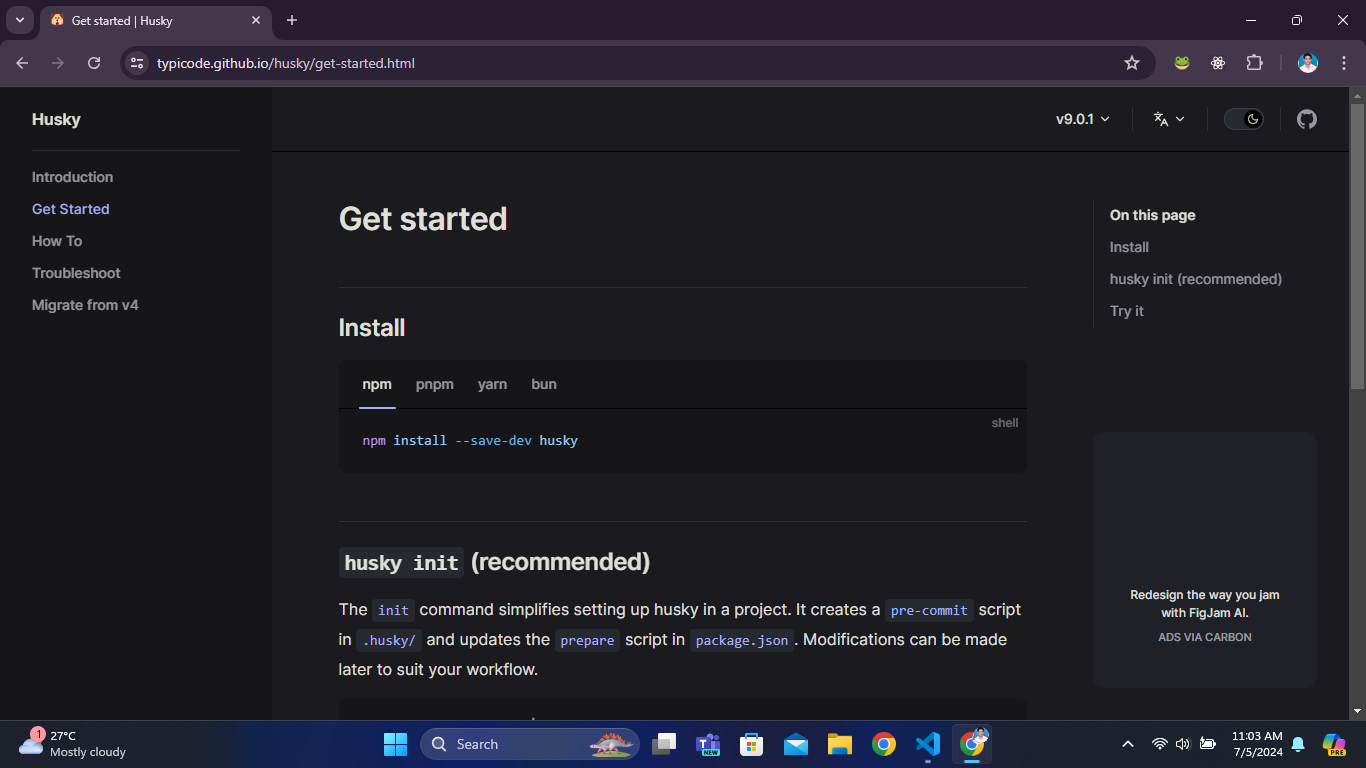 Get started | Husky
typicode.github.io/husky/get-started.html
Husky
v9.0.1
Introduction
Get Started
How To
Troubleshoot
Migrate from v4
Get started
On this page
Install
husky init (recommended)
Try it
Install
npm pnpm yarn bun
shell
npm install --save-dev husky
husky init (recommended)
The init command simplifies setting up husky in a project. It creates a pre-commit script
in .husky/ and updates the prepare script in package.json. Modifications can be made
later to suit your workflow.
Redesign the way you jam
with FigJam AI.
ADS VIA CARBON
1
27°C
Mostly cloudy
Search
NEW
11:03 AM
7/5/2024
PRE